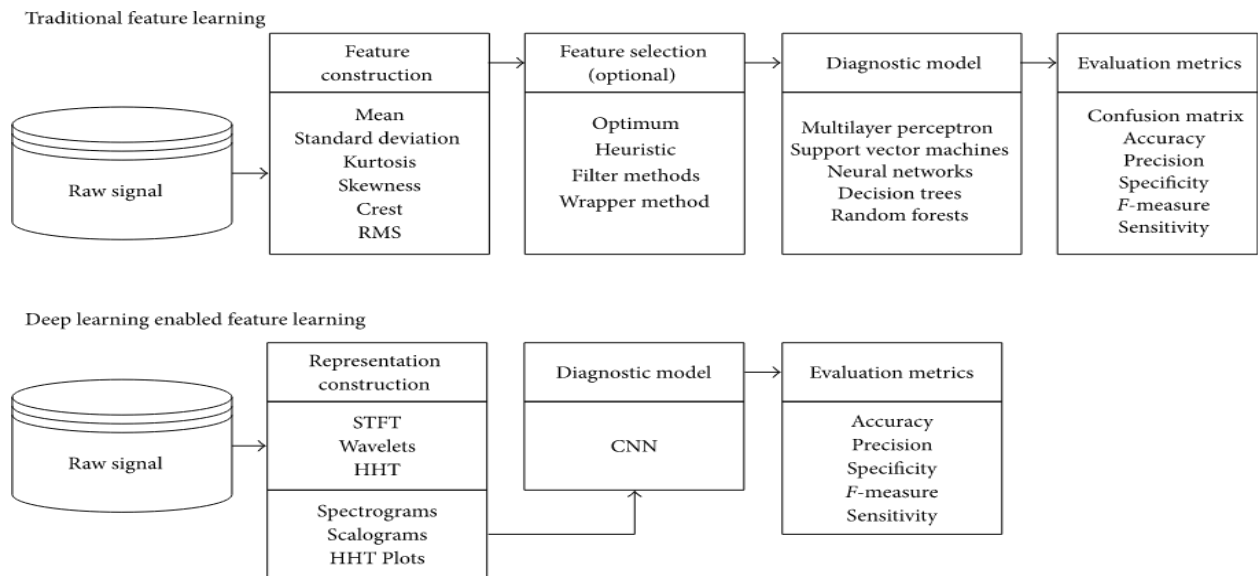 Traditional feature learning
Raw signal
Feature
construction
Mean
Standard deviation
Kurtosis
Skewness
Crest
RMS
Feature selection
(optional)
Optimum
Heuristic
Filter methods
Wrapper method
Diagnostic model
Multilayer perceptron
Support vector machines
Neural networks
Decision trees
Random forests
Evaluation metrics
Confusion matrix
Accuracy
Precision
Specificity
F-measure
Sensitivity
Deep learning enabled feature learning
Raw signal
Representation
construction
STFT
Wavelets
HHT
Spectrograms
Scalograms
HHT Plots
Diagnostic model
CNN
Evaluation metrics
Accuracy
Precision
Specificity
F-measure
Sensitivity